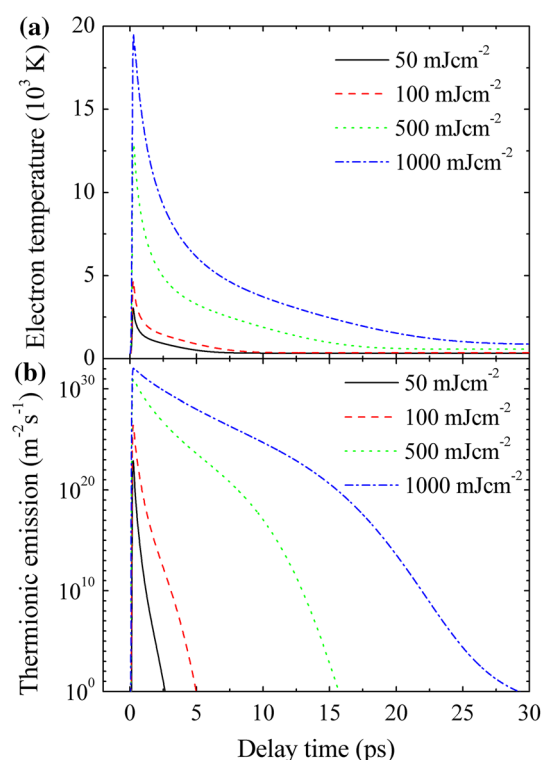 (a)
20
15
10
5
0
Electron temperature (10³ K)
50 mJcm⁻²
100 mJcm⁻²
500 mJcm⁻²
1000 mJcm⁻²
(b)
10³⁰
10²⁰
10¹⁰
10⁰
Thermionic emission (m⁻²s⁻¹)
50 mJcm⁻²
100 mJcm⁻²
500 mJcm⁻²
1000 mJcm⁻²
0 5 10 15 20 25 30
Delay time (ps)